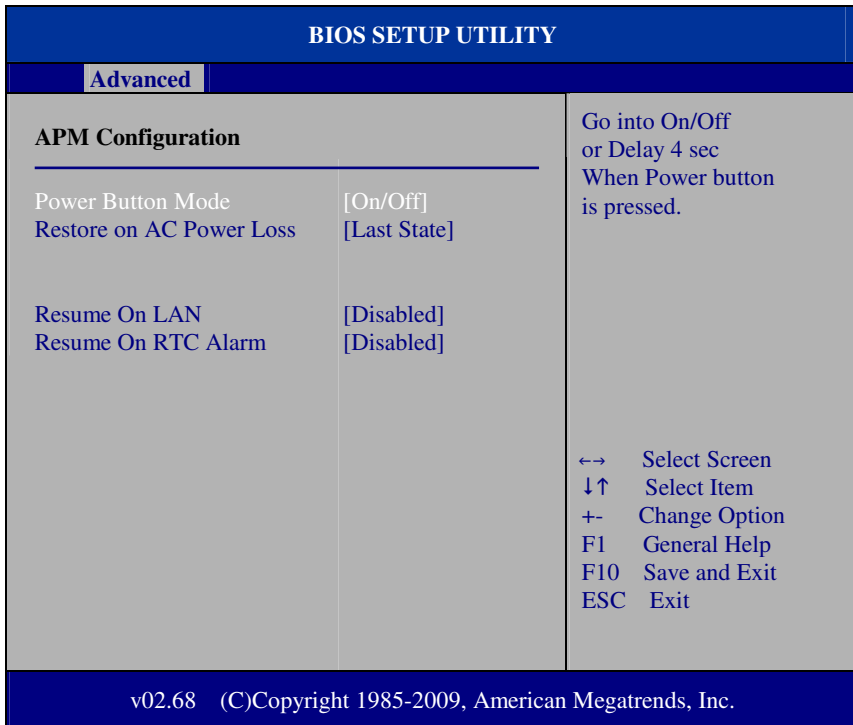 BIOS SETUP UTILITY
Advanced
APM Configuration
Power Button Mode [On/Off]
Restore on AC Power Loss [Last State]
Resume On LAN [Disabled]
Resume On RTC Alarm [Disabled]
Go into On/Off
or Delay 4 sec
When Power button
is pressed.
←→ Select Screen
↓↑ Select Item
+- Change Option
F1 General Help
F10 Save and Exit
ESC Exit
v02.68 (C)Copyright 1985-2009, American Megatrends, Inc.